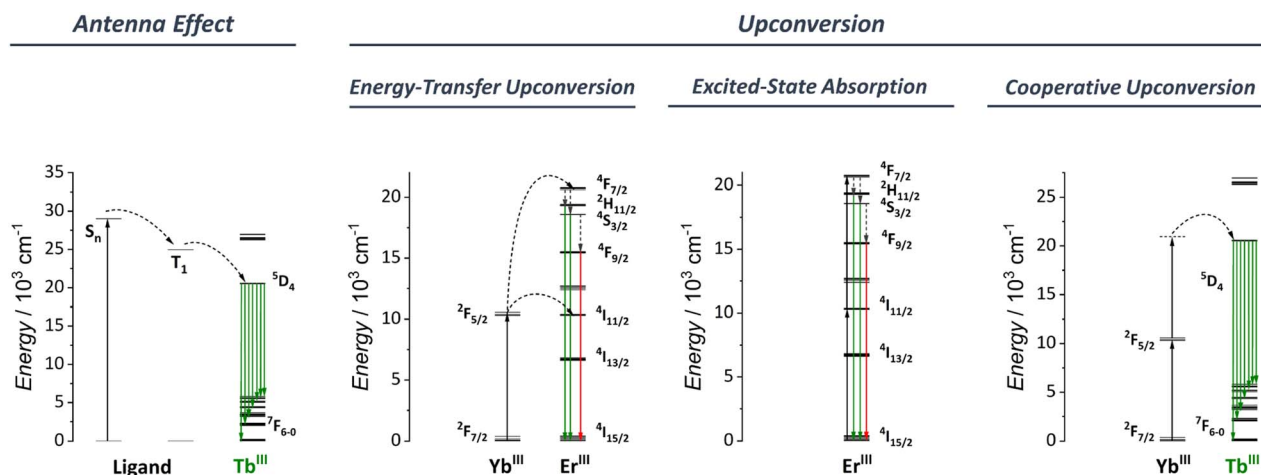 Antenna Effect
Upconversion
Energy-Transfer Upconversion
Excited-State Absorption
Cooperative Upconversion
Energy / 10³ cm⁻¹
35
30
25
20
15
10
5
0
Sₙ
T₁
⁵D₄
⁷F₆₋₀
Ligand
Tbᴵᴵᴵ
Energy / 10³ cm⁻¹
20
15
10
5
0
²F₅/₂
²F₇/₂
⁴F₇/₂
²H₁₁/₂
⁴S₃/₂
⁴F₉/₂
⁴I₁₁/₂
⁴I₁₃/₂
⁴I₁₅/₂
Ybᴵᴵᴵ
Erᴵᴵᴵ
Energy / 10³ cm⁻¹
20
15
10
5
0
⁴F₇/₂
²H₁₁/₂
⁴S₃/₂
⁴F₉/₂
⁴I₁₁/₂
⁴I₁₃/₂
⁴I₁₅/₂
Erᴵᴵᴵ
Energy / 10³ cm⁻¹
25
20
15
10
5
0
²F₅/₂
²F₇/₂
⁵D₄
⁷F₆₋₀
Ybᴵᴵᴵ
Tbᴵᴵᴵ